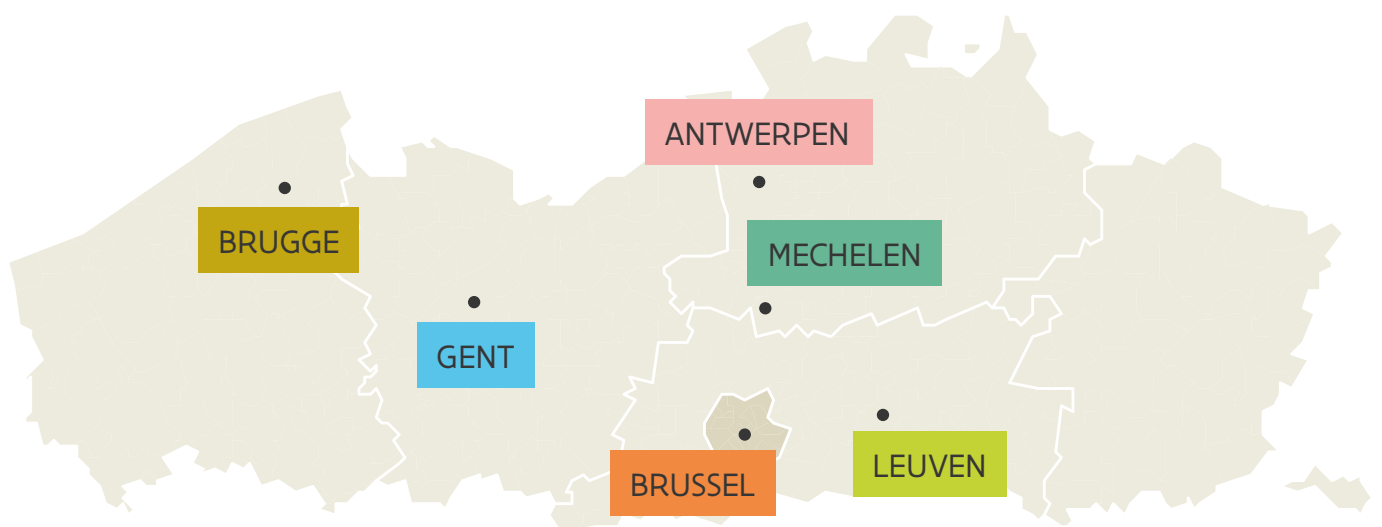 ANTWERPEN
BRUGGE
MECHELEN
GENT
LEUVEN
BRUSSEL